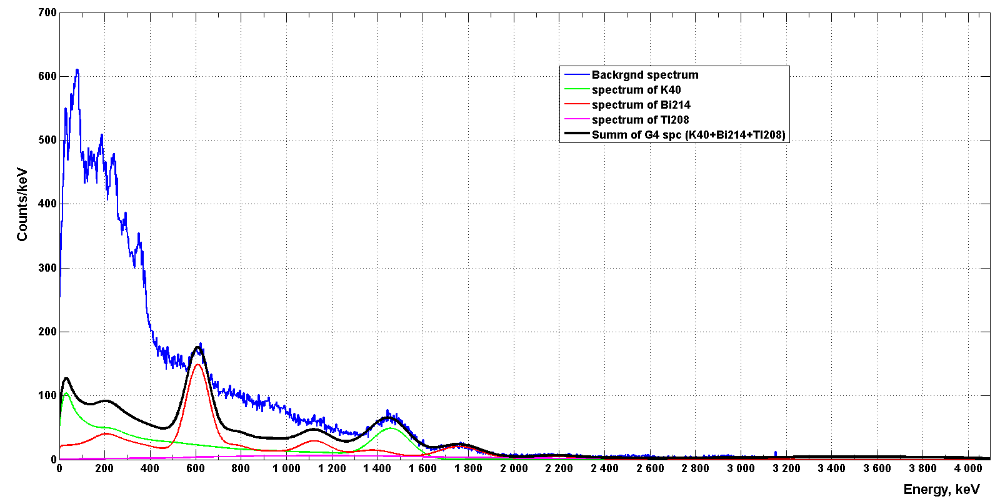 700
600
500
400
300
200
100
0
Counts/keV
Backrgnd spectrum
spectrum of K40
spectrum of Bi214
spectrum of Tl208
Summ of G4 spc (K40+Bi214+Tl208)
0 200 400 600 800 1 000 1 200 1 400 1 600 1 800 2 000 2 200 2 400 2 600 2 800 3 000 3 200 3 400 3 600 3 800 4 000
Energy, keV